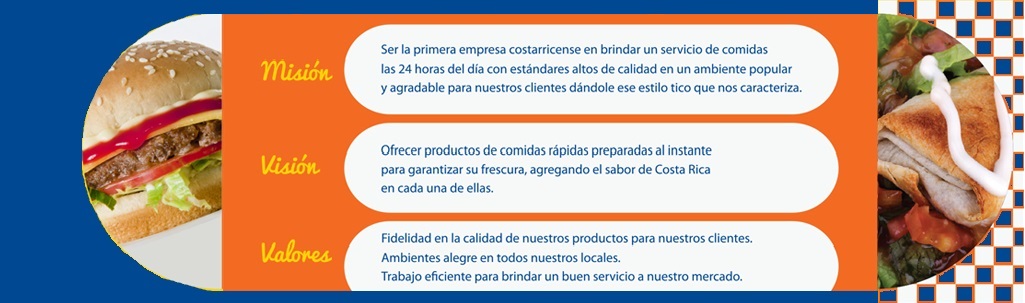 Misión
Ser la primera empresa costarricense en brindar un servicio de comidas
las 24 horas del día con estándares altos de calidad en un ambiente popular
y agradable para nuestros clientes dándole ese estilo tico que nos caracteriza.
Visión
Ofrecer productos de comidas rápidas preparadas al instante
para garantizar su frescura, agregando el sabor de Costa Rica
en cada una de ellas.
Valores
Fidelidad en la calidad de nuestros productos para nuestros clientes.
Ambientes alegre en todos nuestros locales.
Trabajo eficiente para brindar un buen servicio a nuestro mercado.